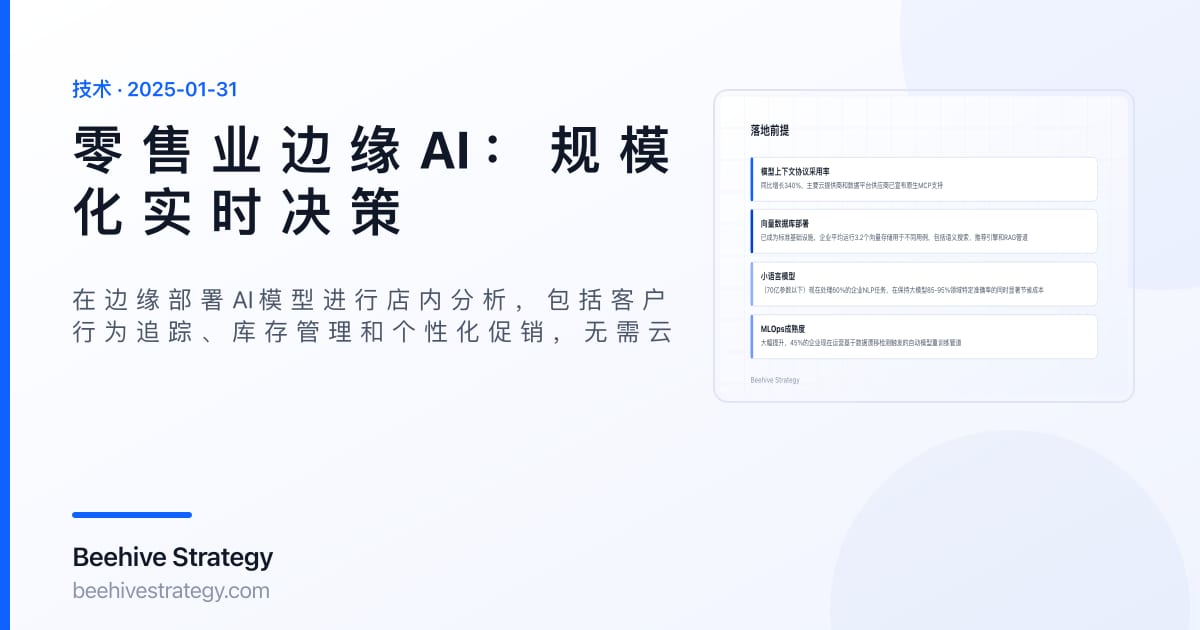 技术 · 2025-01-31
零售业边缘AI：规模
化实时决策
在边缘部署AI模型进行店内分析，包括客户
行为追踪、库存管理和个性化促销，无需云
Beehive Strategy
beehivestrategy.com
落地前提
模型上下文协议采用率
同比增长340%，主要云提供商和数据平台供应商已宣布原生MCP支持
向量数据库部署
已成为标准基础设施，企业平均运行3.2个向量存储用于不同用例，包括语义搜索、推荐引擎和RAG管道
小语言模型
（70亿参数以下）现在处理60%的企业NLP任务，在保持大模型85-95%领域特定准确率的同时显著节省成本
MLOps成熟度
大幅提升，45%的企业现在运营基于数据漂移检测触发的自动模型重训练管道
Beehive Strategy